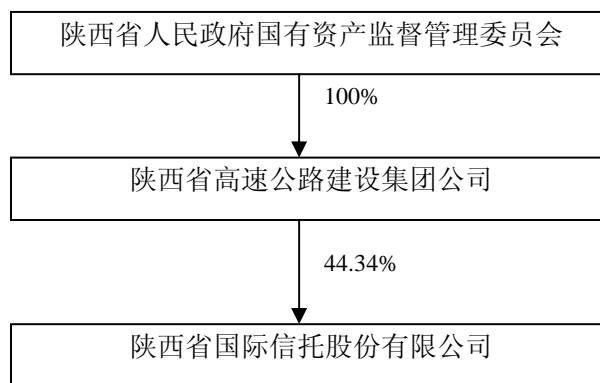 陕西省人民政府国有资产监督管理委员会
100%
陕西省高速公路建设集团公司
44.34%
陕西省国际信托股份有限公司